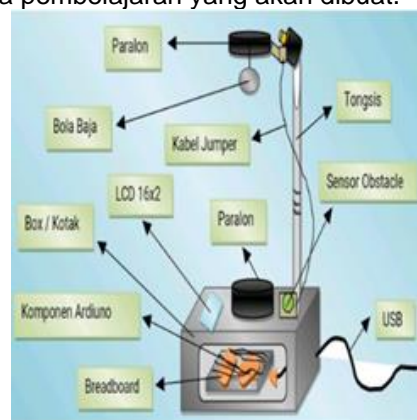 a pembelajaran yang akan dibuat.
Paralon
Bola Baja
Tongsis
Kabel Jumper
LCD 16x2
Sensor Obstacle
Box / Kotak
Paralon
Komponen Ardiuno
USB
Breadboard